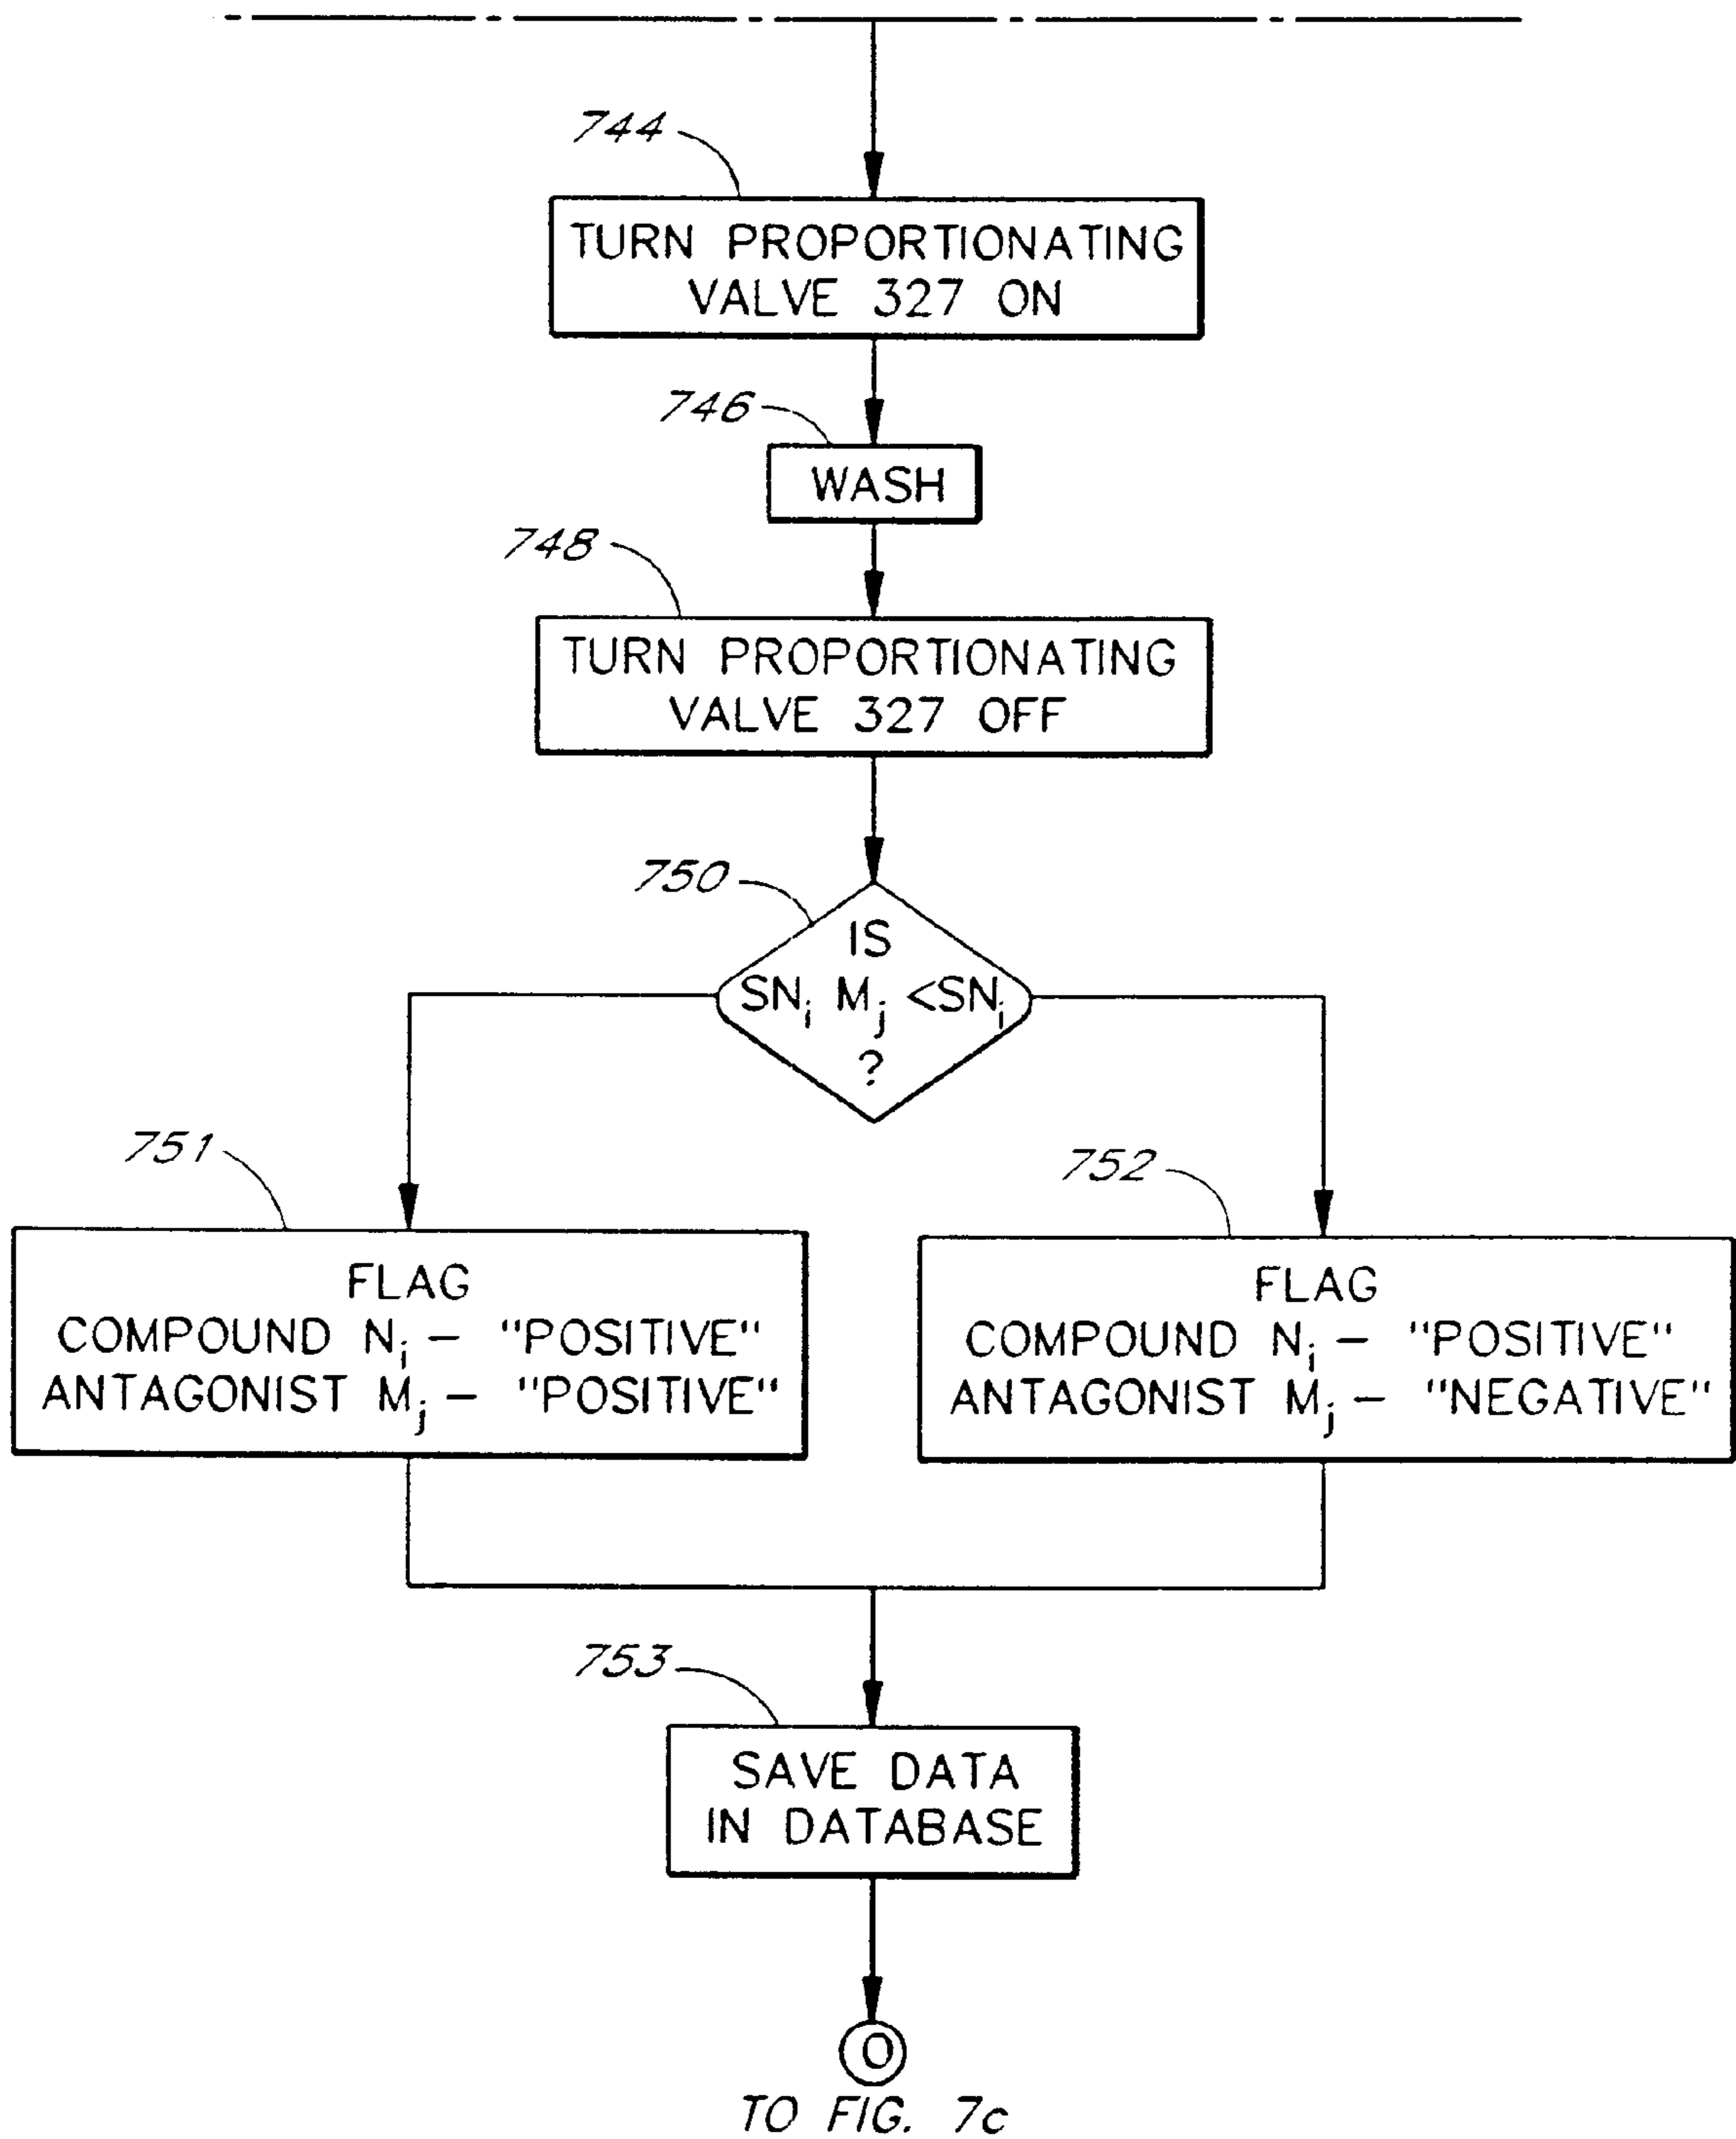 744
TURN PROPORTIONATING
VALVE 327 ON
746
WASH
748
TURN PROPORTIONATING
VALVE 327 OFF
750
IS
SNi Mj <SNi
?
751
FLAG
COMPOUND Ni – "POSITIVE"
ANTAGONIST Mj – "POSITIVE"
752
FLAG
COMPOUND Ni – "POSITIVE"
ANTAGONIST Mj – "NEGATIVE"
753
SAVE DATA
IN DATABASE
O
TO FIG. 7c